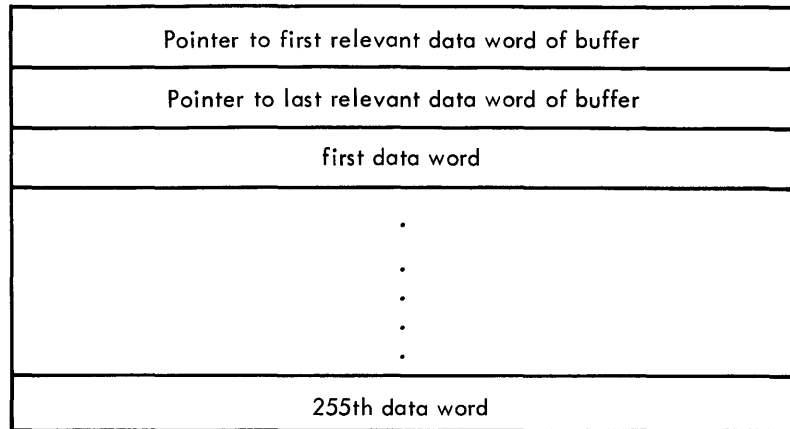 Pointer to first relevant data word of buffer
Pointer to last relevant data word of buffer
first data word
.
.
.
.
.
255th data word